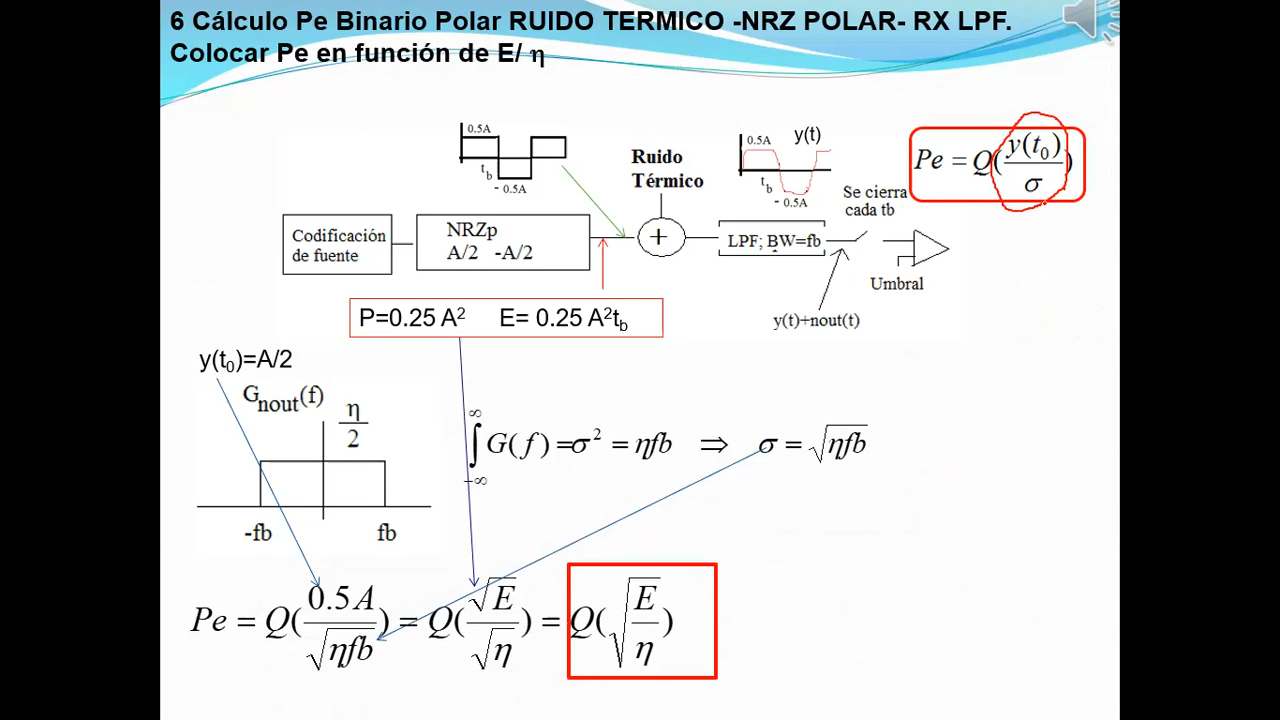 6 Cálculo Pe Binario Polar RUIDO TERMICO -NRZ POLAR- RX LPF.
Colocar Pe en función de E/ η
0.5A
t_b
- 0.5A
Ruido
Térmico
0.5A
y(t)
t_b
- 0.5A
Pe = Q(y(t₀)/σ)
Se cierra
cada tb
Codificación
de fuente
NRZp
A/2 -A/2
+
LPF; BW=fb
Umbral
y(t)+nout(t)
P=0.25 A² E= 0.25 A²t_b
y(t₀)=A/2
G_nout(f)
η/2
-fb
fb
∫_{-∞}^{∞} G(f) = σ² = ηfb ⇒ σ = √(ηfb)
Pe = Q(0.5A/√(ηfb)) = Q(√E/√η) = Q(√(E/η))